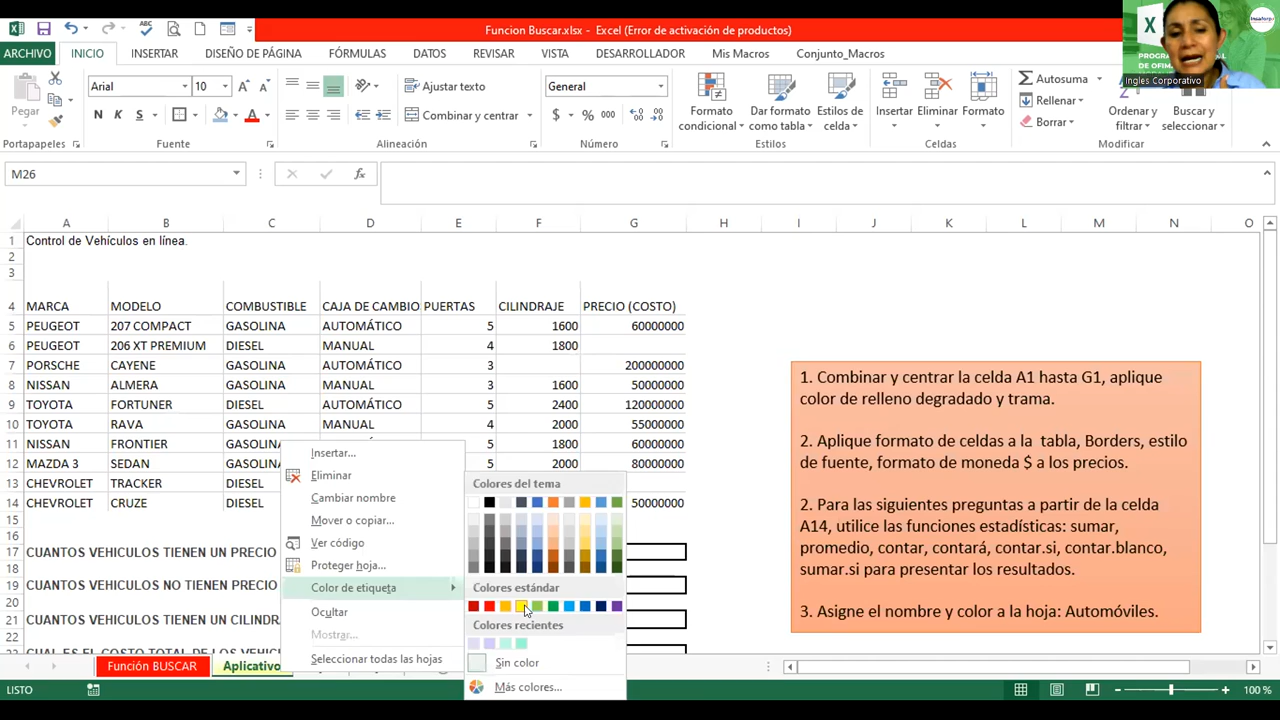 Funcion Buscar.xlsx - Excel (Error de activación de productos)
ARCHIVO INICIO INSERTAR DISEÑO DE PÁGINA FÓRMULAS DATOS REVISAR VISTA DESARROLLADOR Mis Macros Conjunto_Macros
Ingles Corporativo
Pegar
Arial 10
N K S
Ajustar texto
Combinar y centrar
General
$ % 000
Formato condicional
Dar formato como tabla
Estilos de celda
Insertar Eliminar Formato
Autosuma
Rellenar
Borrar
Ordenar y filtrar
Buscar y seleccionar
Portapapeles Fuente Alineación Número Estilos Celdas Modificar
M26
A B C D E F G H I J K L M N O
1 Control de Vehículos en línea.
2
3
4 MARCA MODELO COMBUSTIBLE CAJA DE CAMBIO PUERTAS CILINDRAJE PRECIO (COSTO)
5 PEUGEOT 207 COMPACT GASOLINA AUTOMÁTICO 5 1600 60000000
6 PEUGEOT 206 XT PREMIUM DIESEL MANUAL 4 1800
7 PORSCHE CAYENE GASOLINA AUTOMÁTICO 3 200000000
8 NISSAN ALMERA GASOLINA MANUAL 3 1600 50000000
9 TOYOTA FORTUNER DIESEL AUTOMÁTICO 5 2400 120000000
10 TOYOTA RAVA GASOLINA MANUAL 4 2000 55000000
11 NISSAN FRONTIER GASOLINA 5 1800 60000000
12 MAZDA 3 SEDAN GASOLINA 5 2000 80000000
13 CHEVROLET TRACKER DIESEL
14 CHEVROLET CRUZE DIESEL 50000000
15
16
17 CUANTOS VEHICULOS TIENEN UN PRECIO
18
19 CUANTOS VEHICULOS NO TIENEN PRECIO
20
21 CUANTOS VEHICULOS TIENEN CILINDRA
22
CUAL ES EL COSTO TOTAL DE LOS VEHÍC
Insertar...
Eliminar
Cambiar nombre
Mover o copiar...
Ver código
Proteger hoja...
Color de etiqueta
Ocultar
Mostrar...
Seleccionar todas las hojas
Colores del tema
Colores estándar
Colores recientes
Sin color
Más colores...
1. Combinar y centrar la celda A1 hasta G1, aplique
color de relleno degradado y trama.
2. Aplique formato de celdas a la tabla, Borders, estilo
de fuente, formato de moneda $ a los precios.
2. Para las siguientes preguntas a partir de la celda
A14, utilice las funciones estadísticas: sumar,
promedio, contar, contará, contar.si, contar.blanco,
sumar.si para presentar los resultados.
3. Asigne el nombre y color a la hoja: Automóviles.
Función BUSCAR Aplicativo
LISTO 100 %